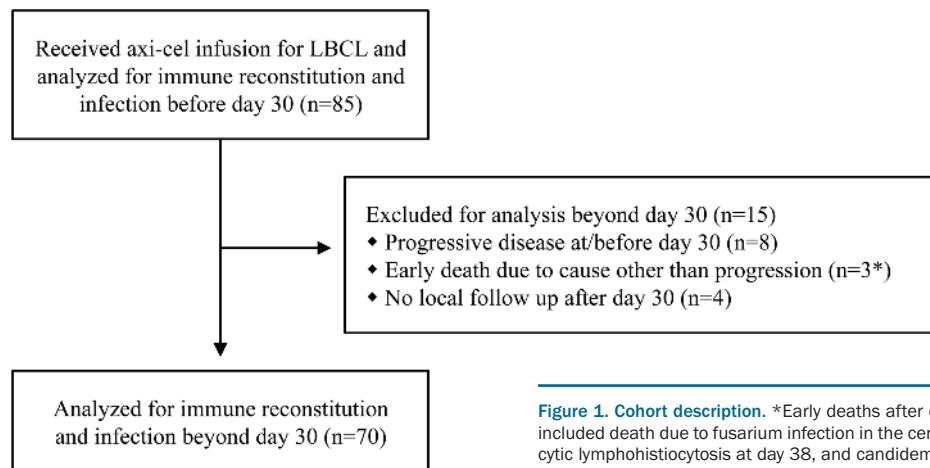 Received axi-cel infusion for LBCL and
analyzed for immune reconstitution and
infection before day 30 (n=85)
Excluded for analysis beyond day 30 (n=15)
◆ Progressive disease at/before day 30 (n=8)
◆ Early death due to cause other than progression (n=3*)
◆ No local follow up after day 30 (n=4)
Analyzed for immune reconstitution
and infection beyond day 30 (n=70)
Figure 1. Cohort description. *Early deaths after
included death due to fusarium infection in the
cytic lymphohistiocytosis at day 38, and